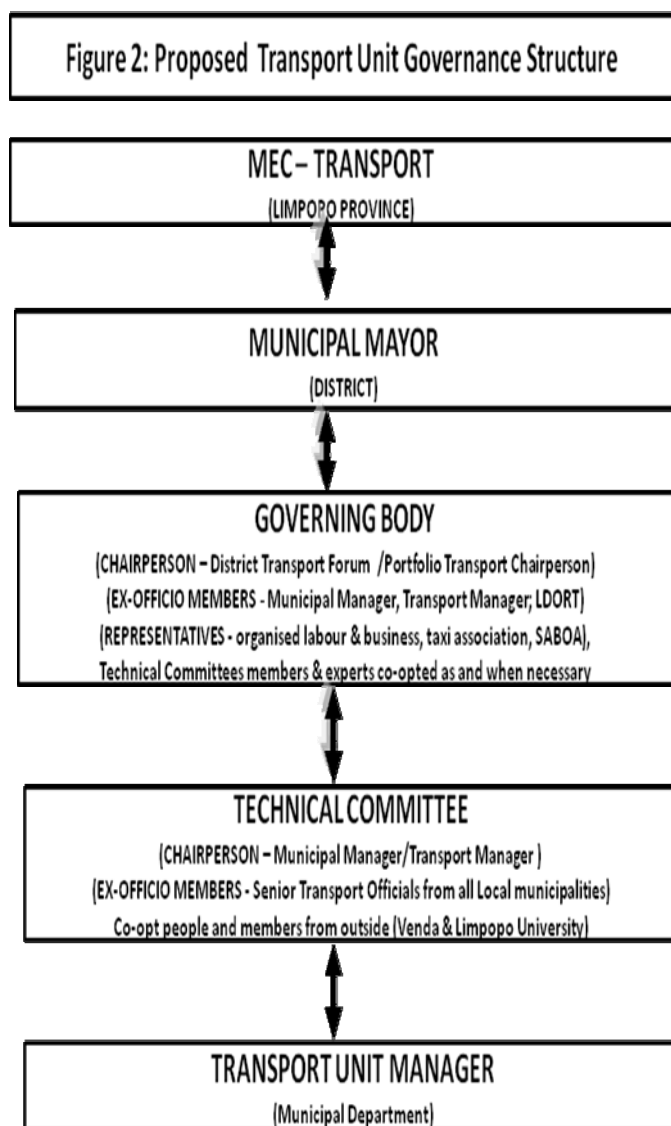 Figure 2: Proposed Transport Unit Governance Structure
MEC – TRANSPORT
(LIMPOPO PROVINCE)
MUNICIPAL MAYOR
(DISTRICT)
GOVERNING BODY
(CHAIRPERSON – District Transport Forum /Portfolio Transport Chairperson)
(EX-OFFICIO MEMBERS - Municipal Manager, Transport Manager; LDORT)
(REPRESENTATIVES - organised labour & business, taxi association, SABOA),
Technical Committees members & experts co-opted as and when necessary
TECHNICAL COMMITTEE
(CHAIRPERSON – Municipal Manager/Transport Manager )
(EX-OFFICIO MEMBERS - Senior Transport Officials from all Local municipalities)
Co-opt people and members from outside (Venda & Limpopo University)
TRANSPORT UNIT MANAGER
(Municipal Department)